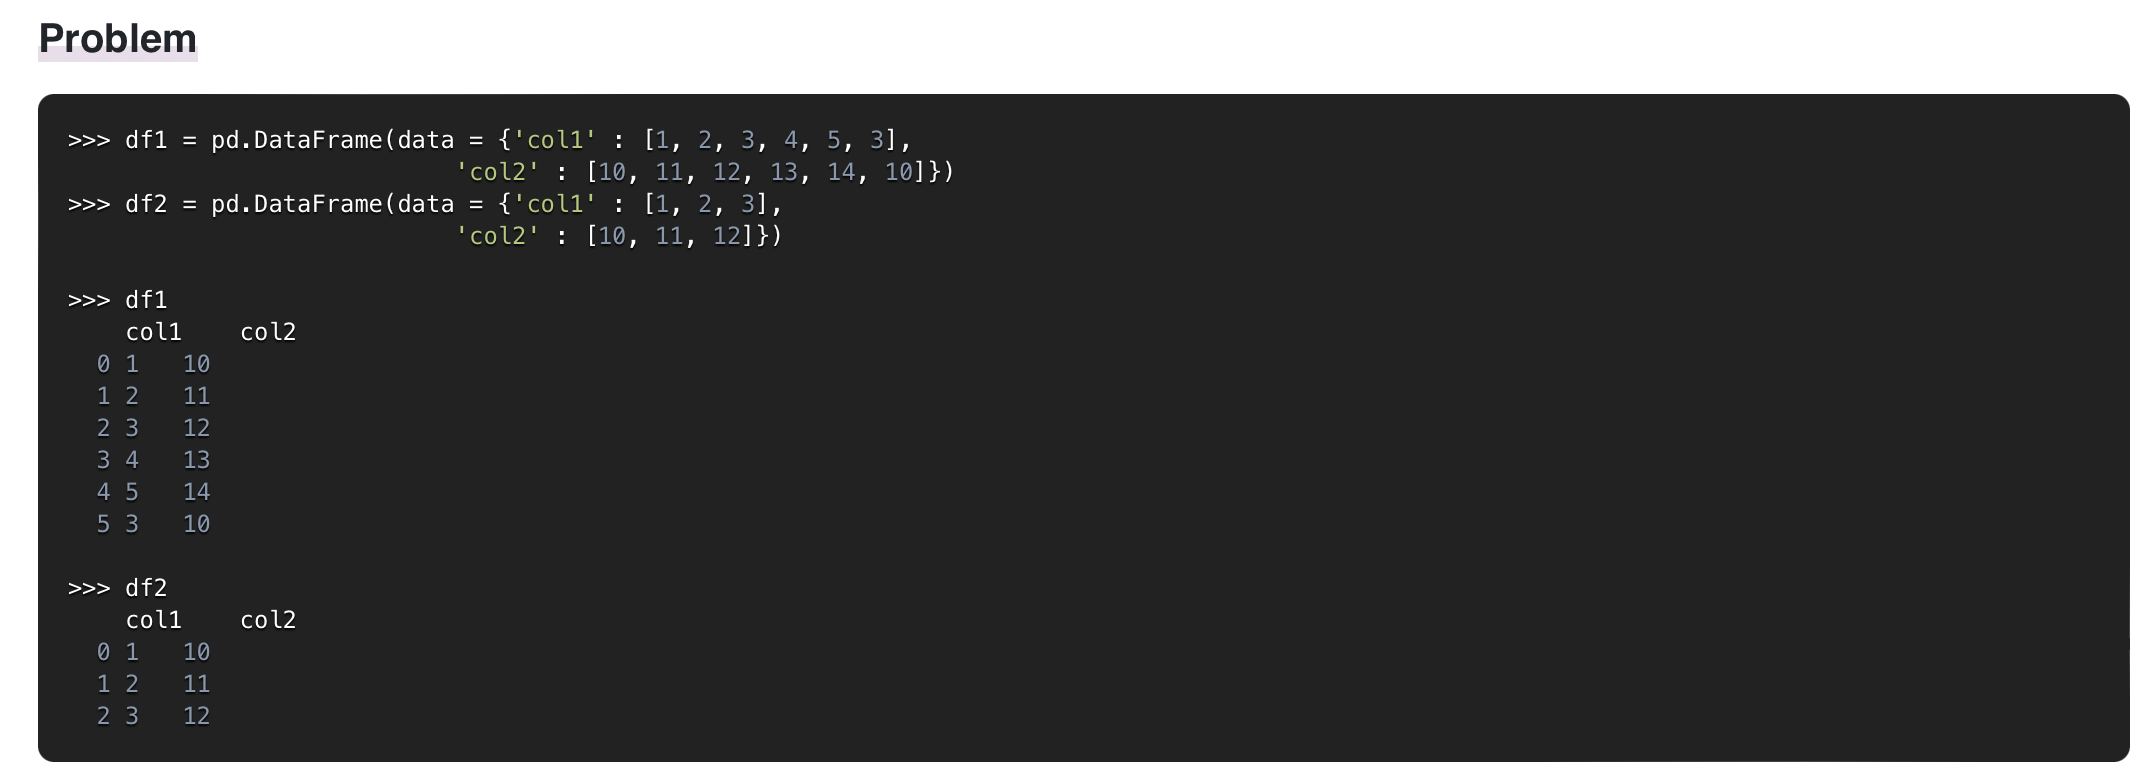 Problem
>>> df1 = pd.DataFrame(data = {'col1' : [1, 2, 3, 4, 5, 3],
                           'col2' : [10, 11, 12, 13, 14, 10]})
>>> df2 = pd.DataFrame(data = {'col1' : [1, 2, 3],
                           'col2' : [10, 11, 12]})
>>> df1
    col1    col2
  0 1   10
  1 2   11
  2 3   12
  3 4   13
  4 5   14
  5 3   10
>>> df2
    col1    col2
  0 1   10
  1 2   11
  2 3   12